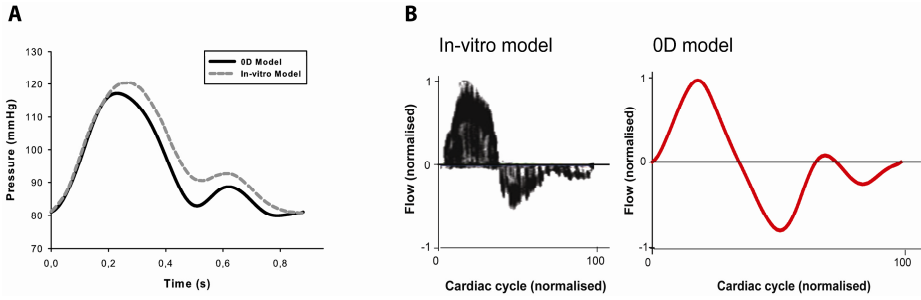 A
130
120
110
100
90
80
70
Pressure (mmHg)
0,0
0,2
0,4
0,6
0,8
Time (s)
0D Model
In-vitro Model
B
In-vitro model
1
0
-1
Flow (normalised)
0
100
Cardiac cycle (normalised)
0D model
1
0
-1
Flow (normalised)
0
100
Cardiac cycle (normalised)